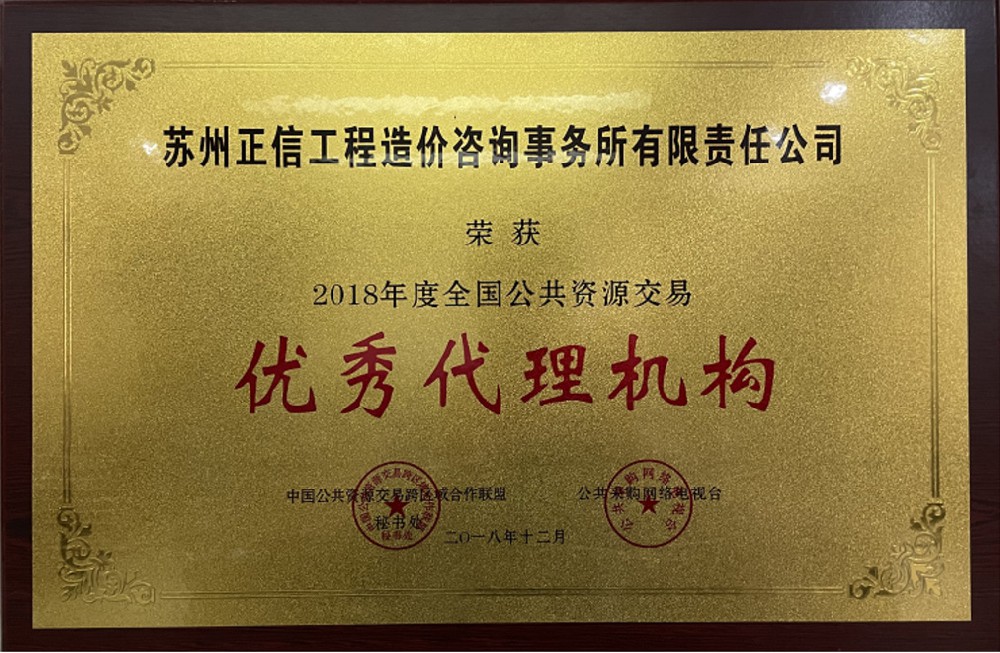 苏州正信工程造价咨询事务所有限责任公司
荣获
2018年度全国公共资源交易
优秀代理机构
中国公共资源交易跨区域合作联盟
秘书处
公共采购网络电视台
二〇一八年十二月
秘书处